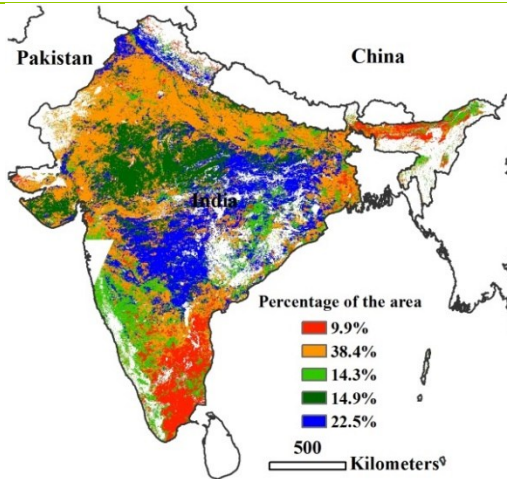 Pakistan
China
India
Percentage of the area
9.9%
38.4%
14.3%
14.9%
22.5%
500
Kilometers